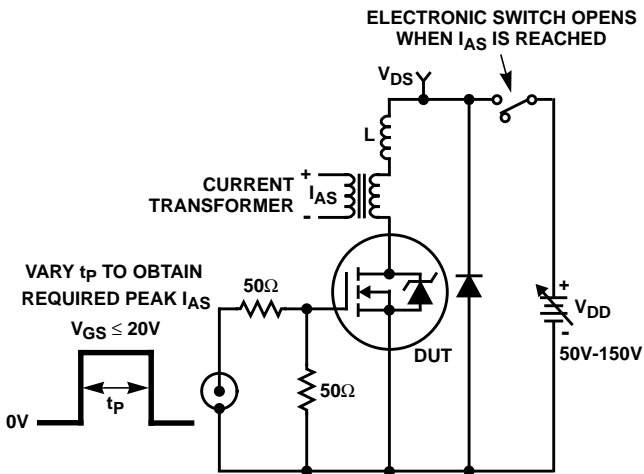 ELECTRONIC SWITCH OPENS
WHEN IAS IS REACHED
VDS
L
+
CURRENT
TRANSFORMER
IAS
-
VARY tP TO OBTAIN
REQUIRED PEAK IAS
50Ω
VGS ≤ 20V
DUT
+
VDD
-
50V-150V
50Ω
0V
tP